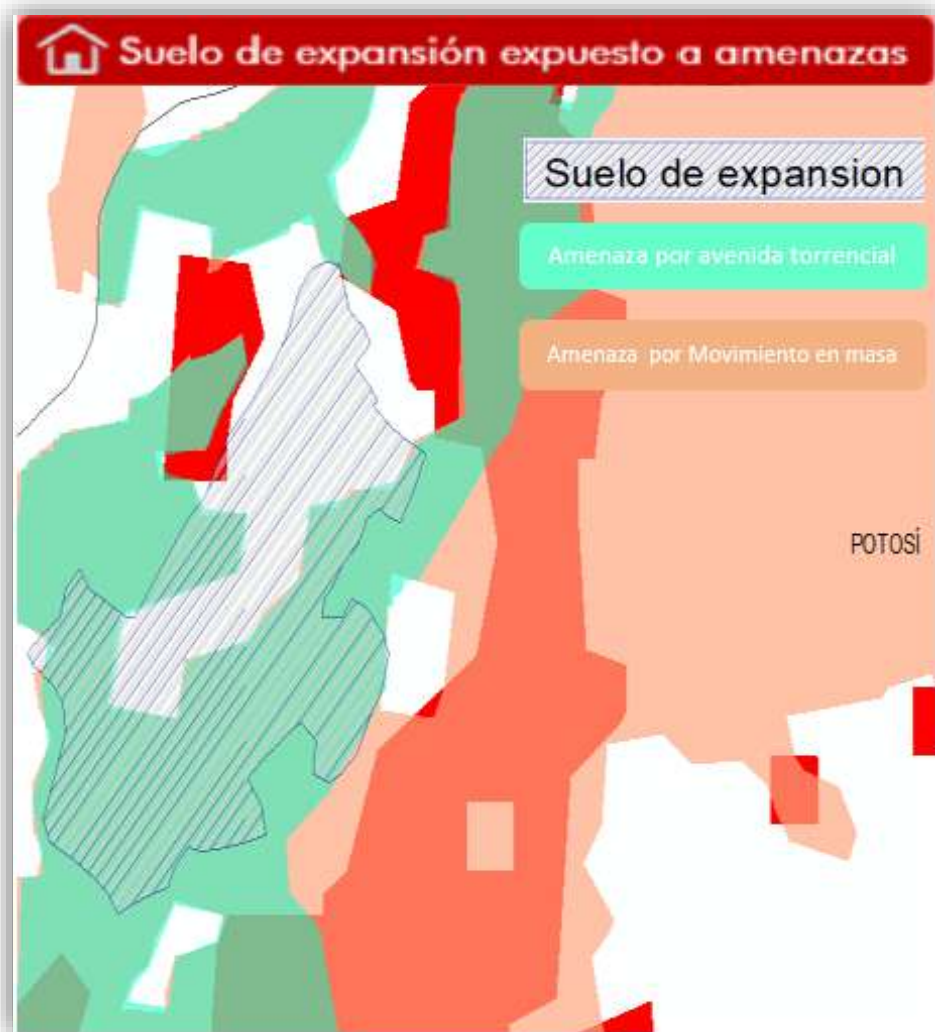 Suelo de expansión expuesto a amenazas
Suelo de expansion
Amenaza por avenida torrencial
Amenaza por Movimiento en masa
POTOSÍ